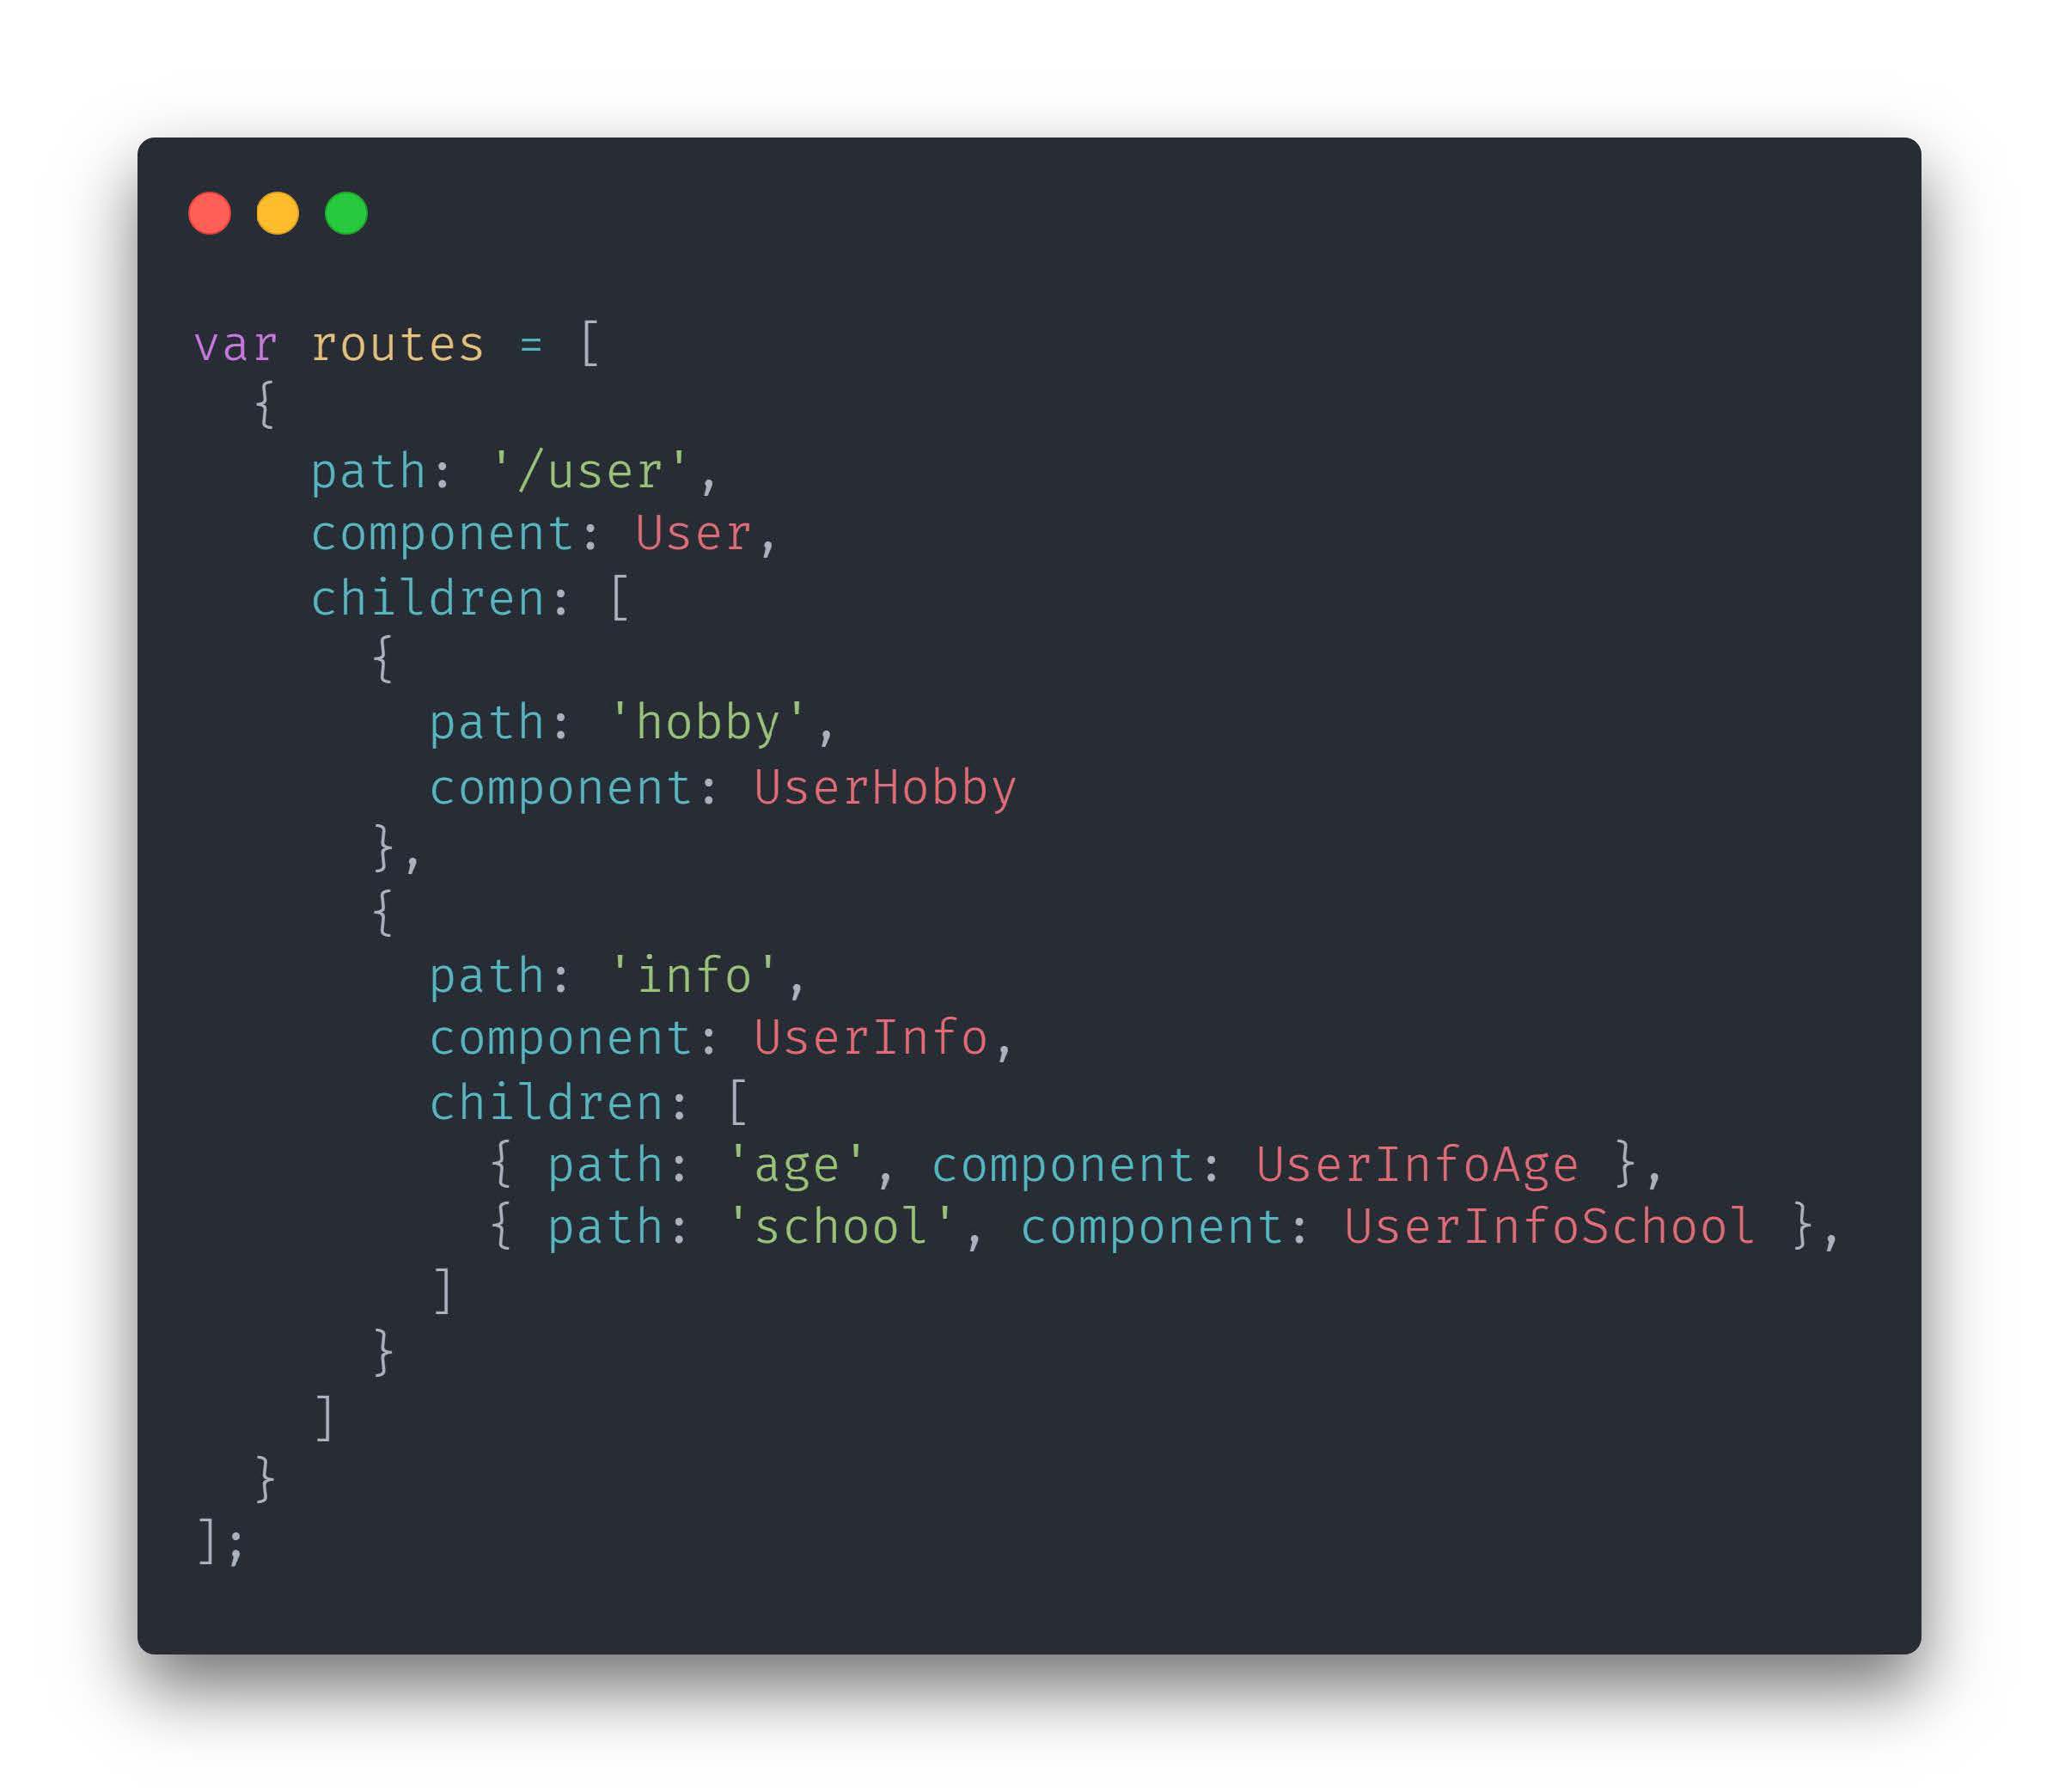 var routes = [
  {
    path: '/user',
    component: User,
    children: [
      {
        path: 'hobby',
        component: UserHobby
      },
      {
        path: 'info',
        component: UserInfo,
        children: [
          { path: 'age', component: UserInfoAge },
          { path: 'school', component: UserInfoSchool },
        ]
      }
    ]
  }
];